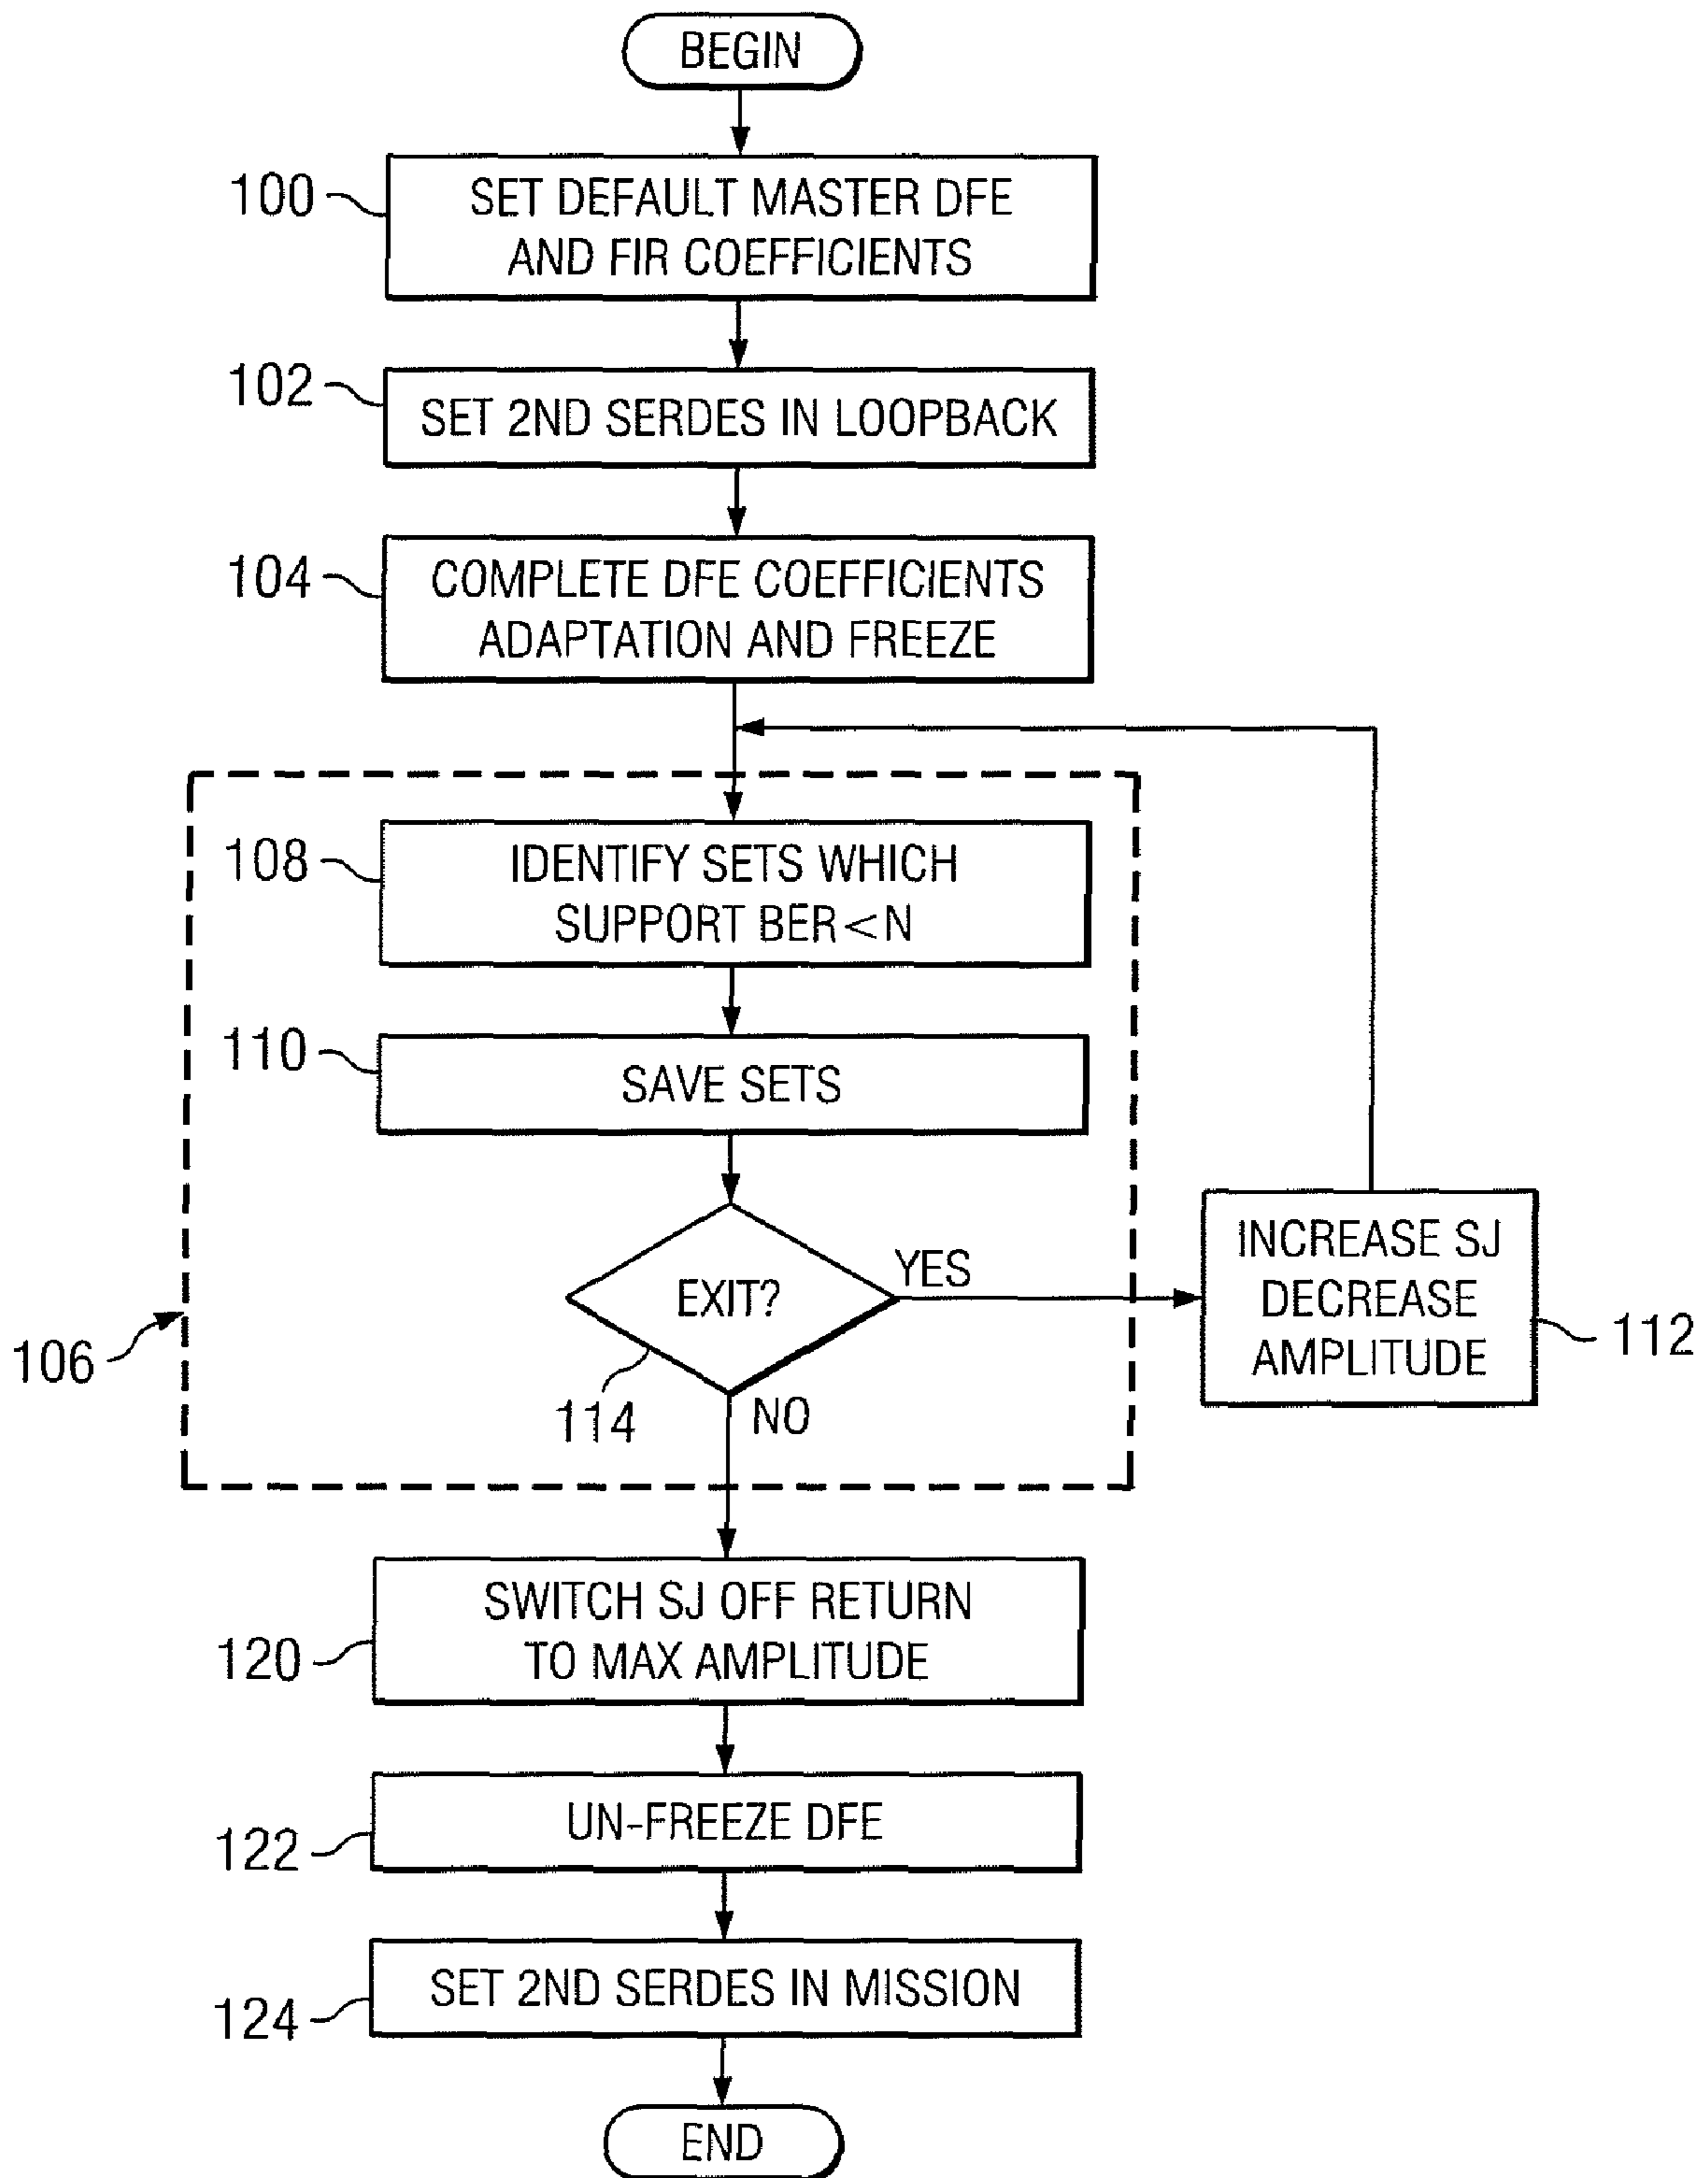 BEGIN
100
SET DEFAULT MASTER DFE
AND FIR COEFFICIENTS
102
SET 2ND SERDES IN LOOPBACK
104
COMPLETE DFE COEFFICIENTS
ADAPTATION AND FREEZE
108
IDENTIFY SETS WHICH
SUPPORT BER<N
110
SAVE SETS
EXIT?
YES
INCREASE SJ
DECREASE
AMPLITUDE
112
106
114
NO
SWITCH SJ OFF RETURN
TO MAX AMPLITUDE
120
UN-FREEZE DFE
122
SET 2ND SERDES IN MISSION
124
END